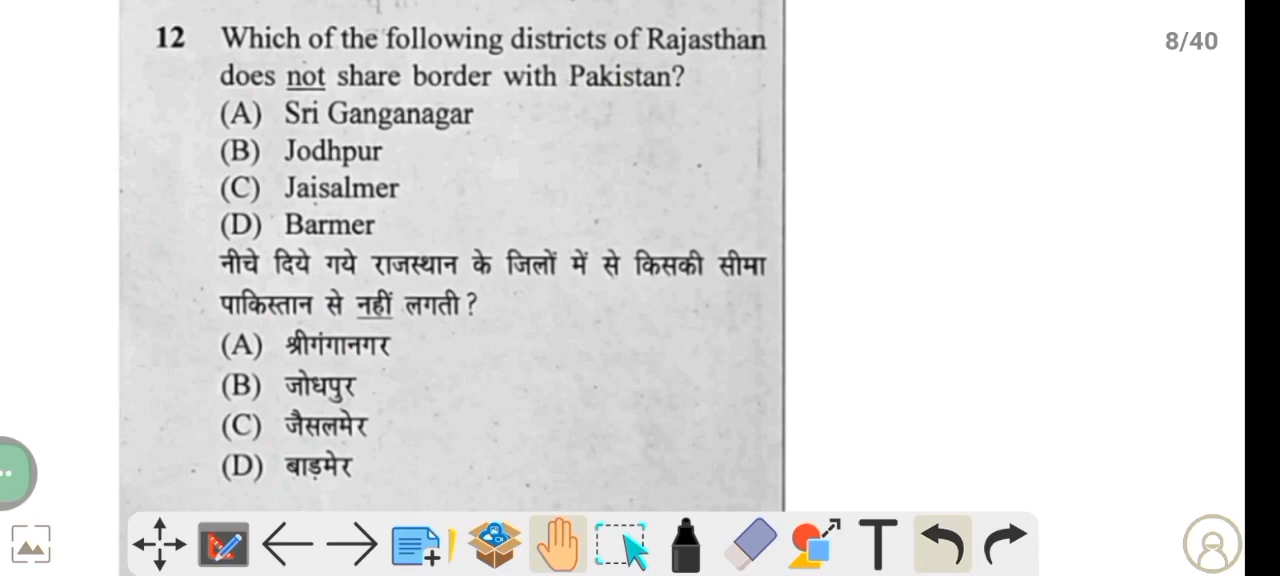 12 Which of the following districts of Rajasthan
does not share border with Pakistan?
(A) Sri Ganganagar
(B) Jodhpur
(C) Jaisalmer
(D) Barmer
नीचे दिये गये राजस्थान के जिलों में से किसकी सीमा
पाकिस्तान से नहीं लगती ?
(A) श्रीगंगानगर
(B) जोधपुर
(C) जैसलमेर
(D) बाड़मेर
8/40
T